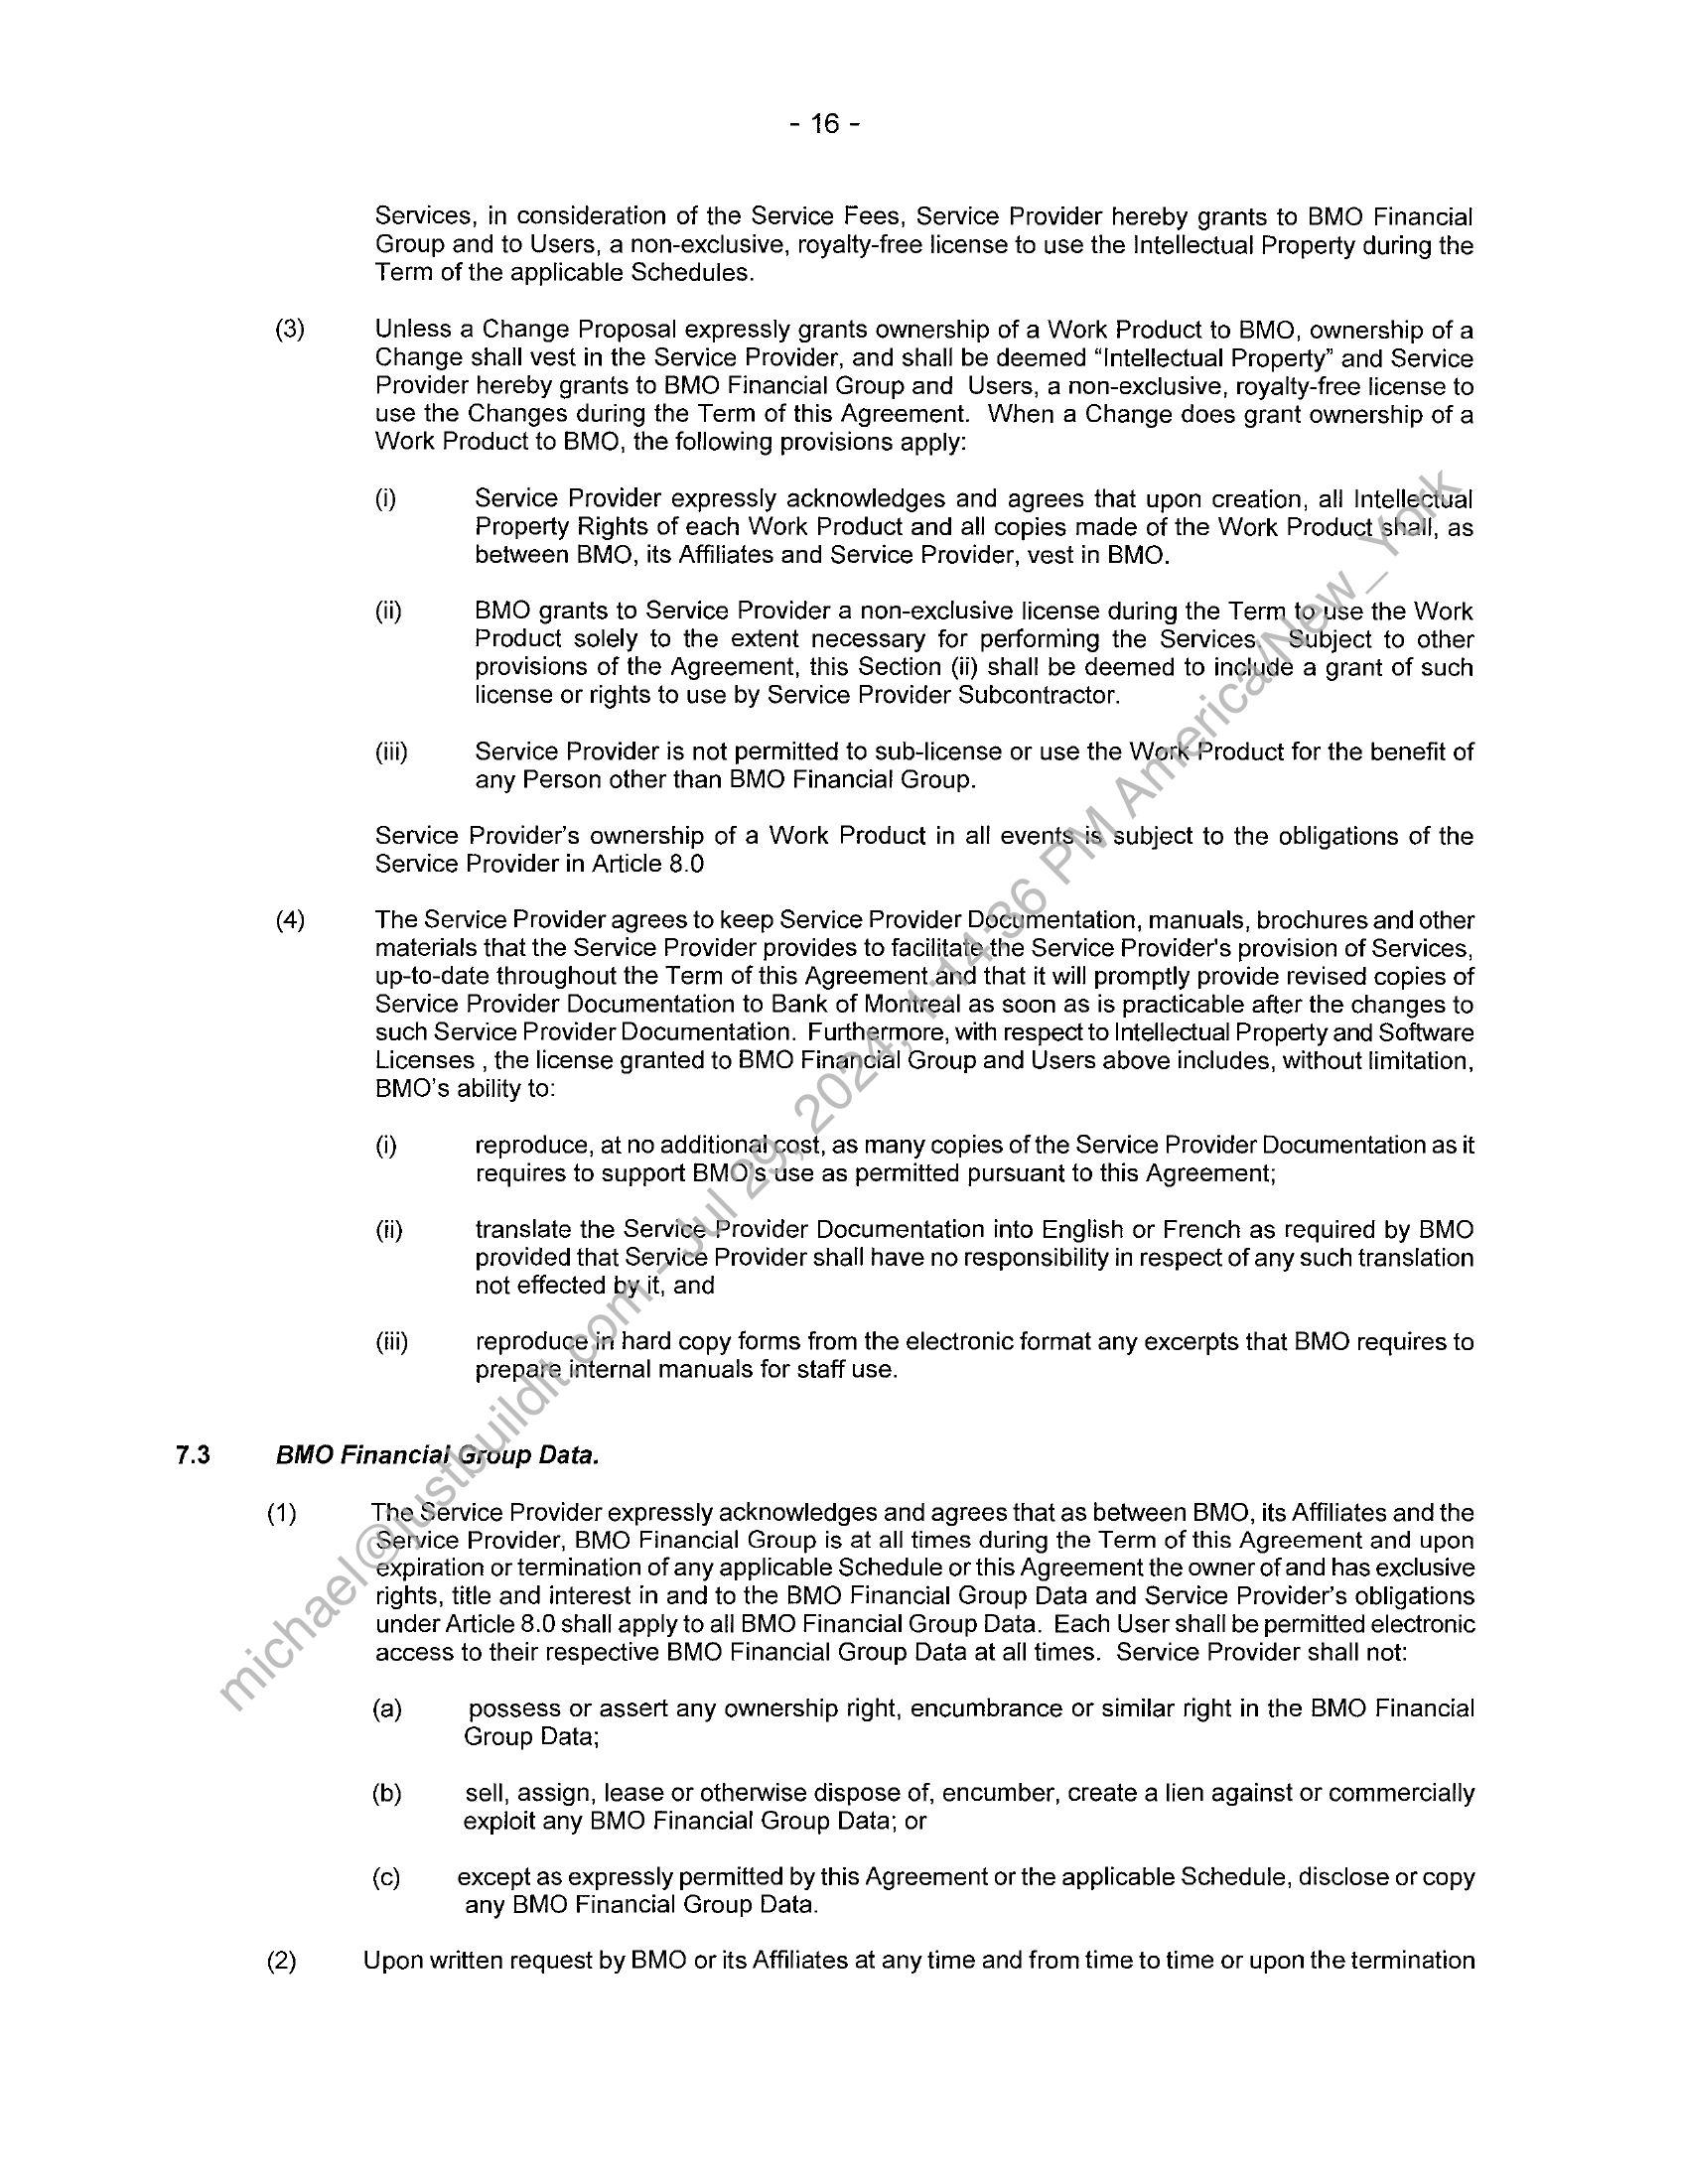 - 16 -
Services, in consideration of the Service Fees, Service Provider hereby grants to BMO Financial
Group and to Users, a non-exclusive, royalty-free license to use the Intellectual Property during the
Term of the applicable Schedules.
(3) Unless a Change Proposal expressly grants ownership of a Work Product to BMO, ownership of a
Change shall vest in the Service Provider, and shall be deemed “Intellectual Property” and Service
Provider hereby grants to BMO Financial Group and Users, a non-exclusive, royalty-free license to
use the Changes during the Term of this Agreement. When a Change does grant ownership of a
Work Product to BMO, the following provisions apply:
(i) Service Provider expressly acknowledges and agrees that upon creation, all Intellectual
Property Rights of each Work Product and all copies made of the Work Product shall, as
between BMO, its Affiliates and Service Provider, vest in BMO.
(ii) BMO grants to Service Provider a non-exclusive license during the Term to use the Work
Product solely to the extent necessary for performing the Services. Subject to other
provisions of the Agreement, this Section (ii) shall be deemed to include a grant of such
license or rights to use by Service Provider Subcontractor.
(iii) Service Provider is not permitted to sub-license or use the Work Product for the benefit of
any Person other than BMO Financial Group.
Service Provider’s ownership of a Work Product in all events is subject to the obligations of the
Service Provider in Article 8.0
(4) The Service Provider agrees to keep Service Provider Documentation, manuals, brochures and other
materials that the Service Provider provides to facilitate the Service Provider's provision of Services,
up-to-date throughout the Term of this Agreement and that it will promptly provide revised copies of
Service Provider Documentation to Bank of Montreal as soon as is practicable after the changes to
such Service Provider Documentation. Furthermore, with respect to Intellectual Property and Software
Licenses , the license granted to BMO Financial Group and Users above includes, without limitation,
BMO’s ability to:
(i) reproduce, at no additional cost, as many copies of the Service Provider Documentation as it
requires to support BMO’s use as permitted pursuant to this Agreement;
(ii) translate the Service Provider Documentation into English or French as required by BMO
provided that Service Provider shall have no responsibility in respect of any such translation
not effected by it, and
(iii) reproduce in hard copy forms from the electronic format any excerpts that BMO requires to
prepare internal manuals for staff use.
7.3 BMO Financial Group Data.
(1) The Service Provider expressly acknowledges and agrees that as between BMO, its Affiliates and the
Service Provider, BMO Financial Group is at all times during the Term of this Agreement and upon
expiration or termination of any applicable Schedule or this Agreement the owner of and has exclusive
rights, title and interest in and to the BMO Financial Group Data and Service Provider’s obligations
under Article 8.0 shall apply to all BMO Financial Group Data. Each User shall be permitted electronic
access to their respective BMO Financial Group Data at all times. Service Provider shall not:
(a) possess or assert any ownership right, encumbrance or similar right in the BMO Financial
Group Data;
(b) sell, assign, lease or otherwise dispose of, encumber, create a lien against or commercially
exploit any BMO Financial Group Data; or
(c) except as expressly permitted by this Agreement or the applicable Schedule, disclose or copy
any BMO Financial Group Data.
(2) Upon written request by BMO or its Affiliates at any time and from time to time or upon the termination
michael@justbuildit.com - Jul 29, 2024, 1:14:36 PM America/New_York